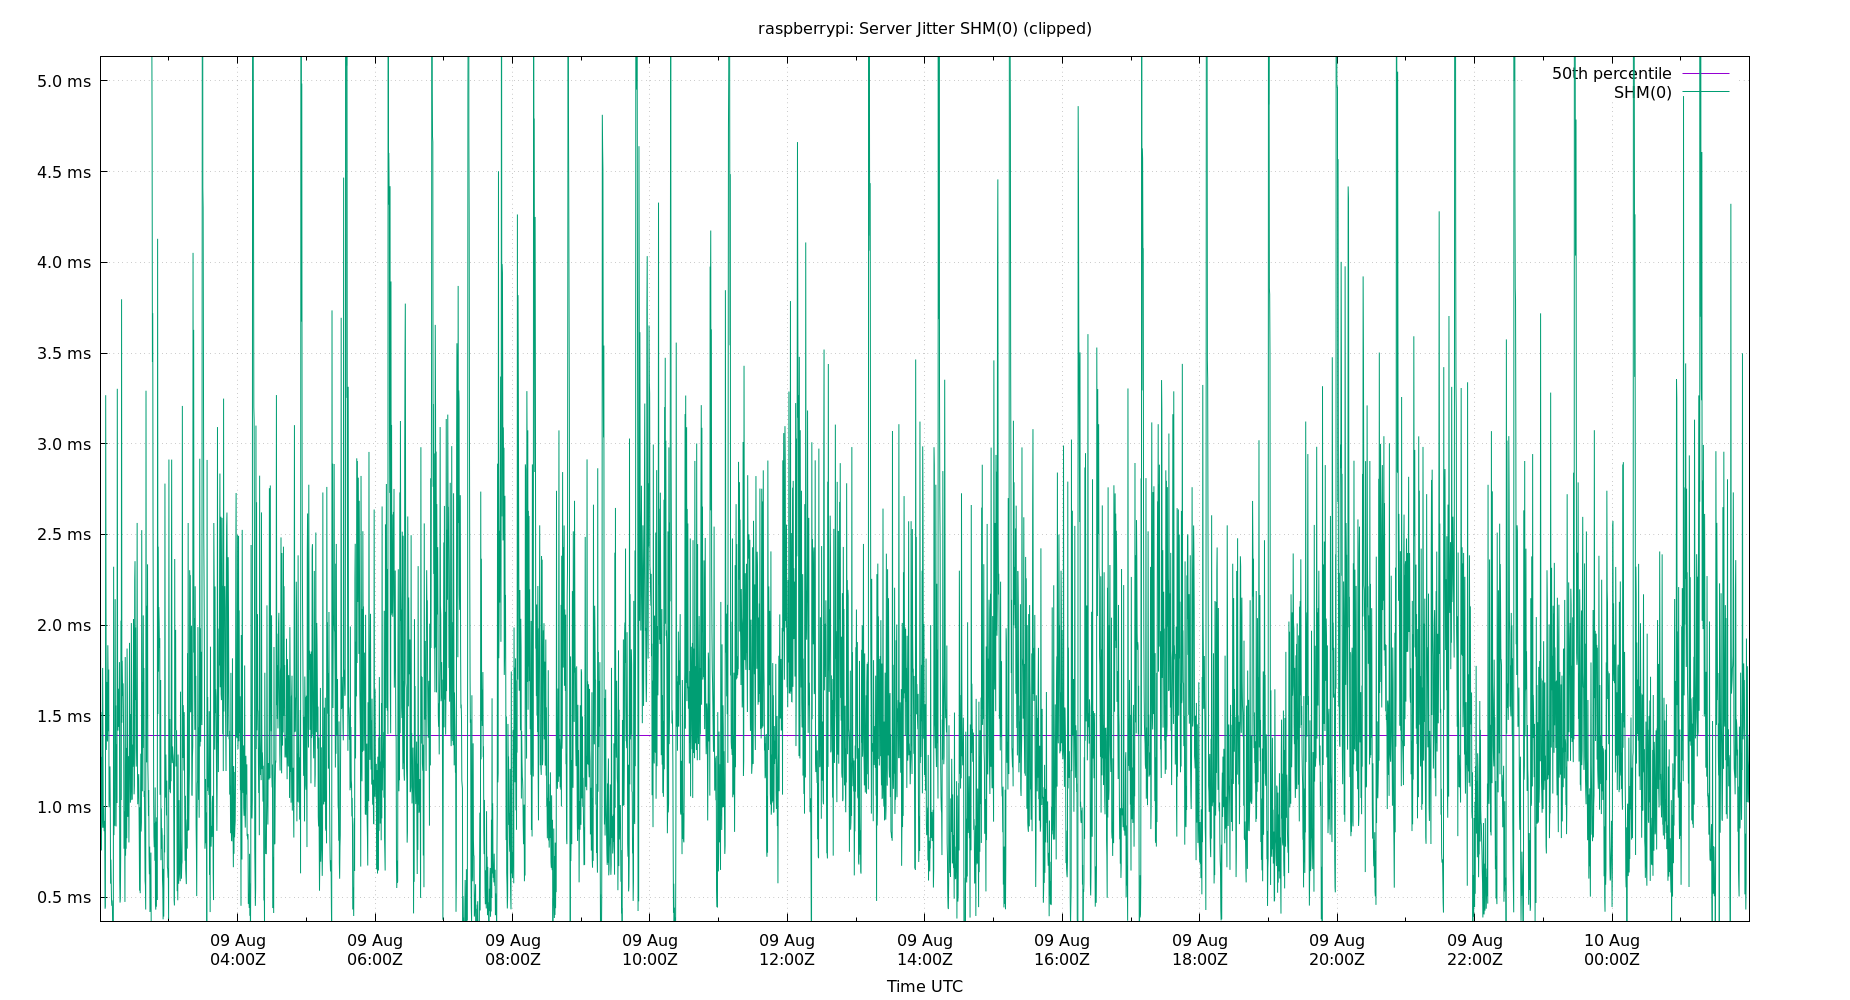 raspberrypi: Server Jitter SHM(0) (clipped)
50th percentile
SHM(0)
5.0 ms
4.5 ms
4.0 ms
3.5 ms
3.0 ms
2.5 ms
2.0 ms
1.5 ms
1.0 ms
0.5 ms
09 Aug 09 Aug 09 Aug 09 Aug 09 Aug 09 Aug 09 Aug 09 Aug 09 Aug 09 Aug 10 Aug
04:00Z 06:00Z 08:00Z 10:00Z 12:00Z 14:00Z 16:00Z 18:00Z 20:00Z 22:00Z 00:00Z
Time UTC